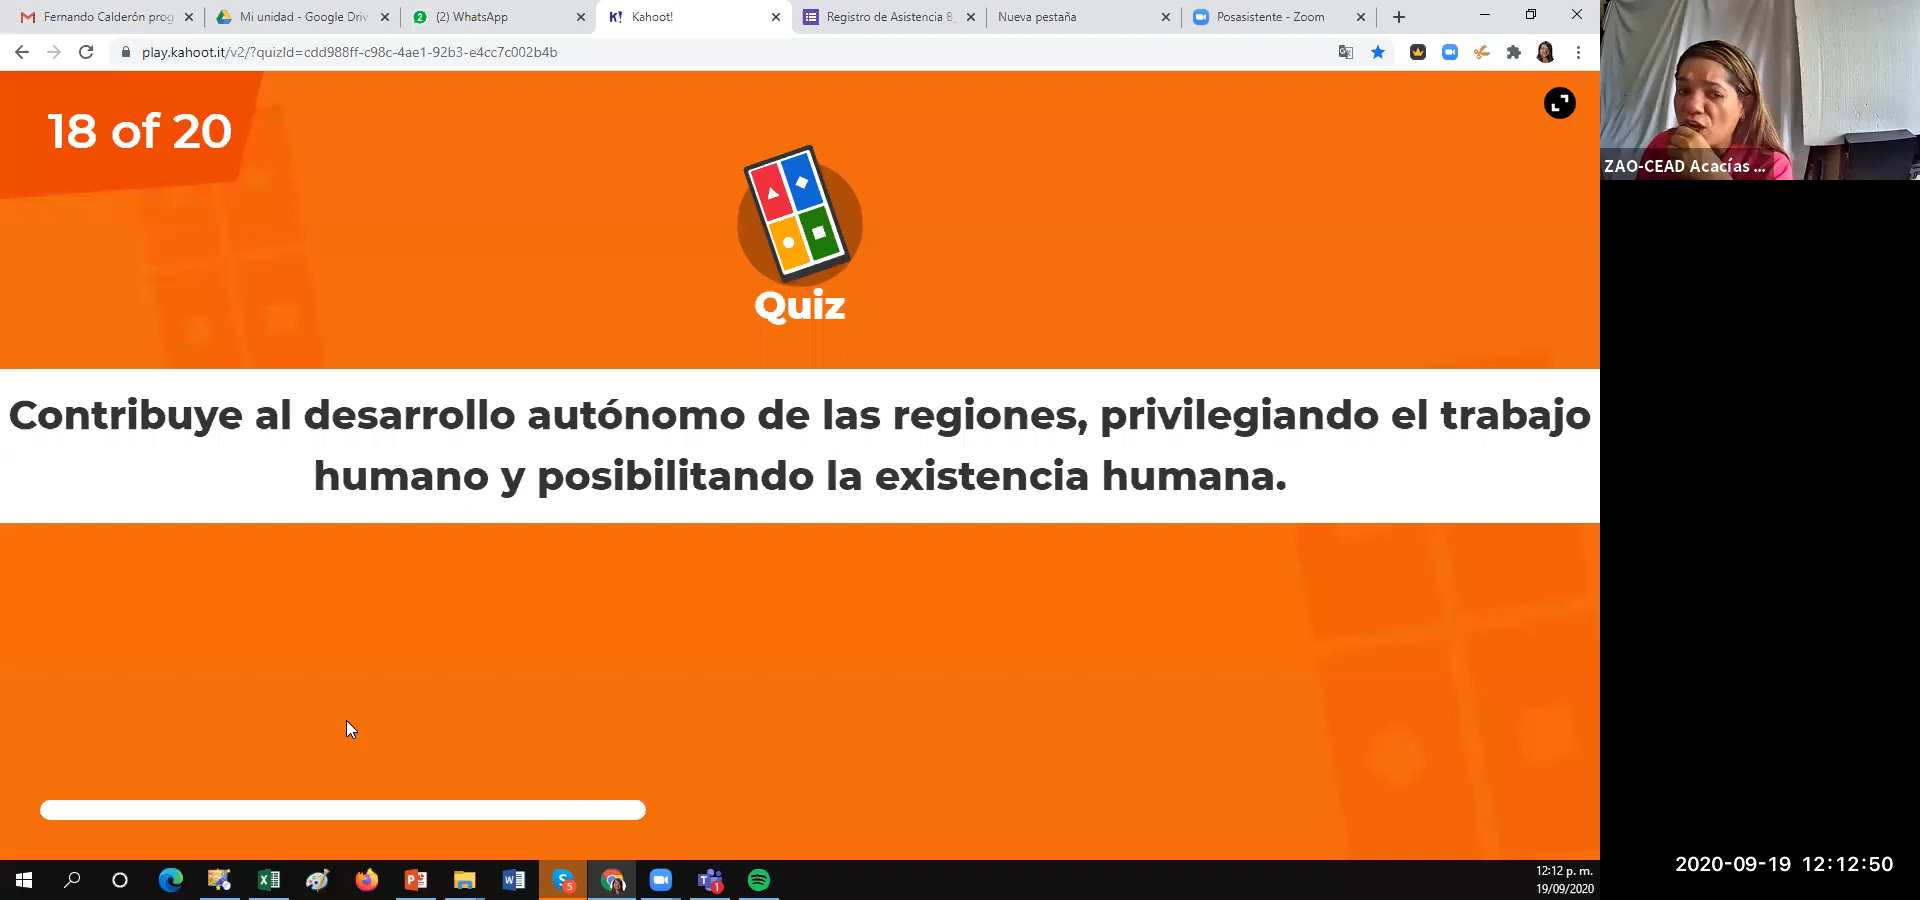 Fernando Calderón prog
Mi unidad - Google Driv
(2) WhatsApp
Kahoot!
Registro de Asistencia B_
Nueva pestaña
Posasistente - Zoom
play.kahoot.it/v2/?quizId=cdd988ff-c98c-4ae1-92b3-e4cc7c002b4b
18 of 20
ZAO-CEAD Acacías ...
Quiz
Contribuye al desarrollo autónomo de las regiones, privilegiando el trabajo
humano y posibilitando la existencia humana.
12:12 p. m.
19/09/2020
2020-09-19 12:12:50